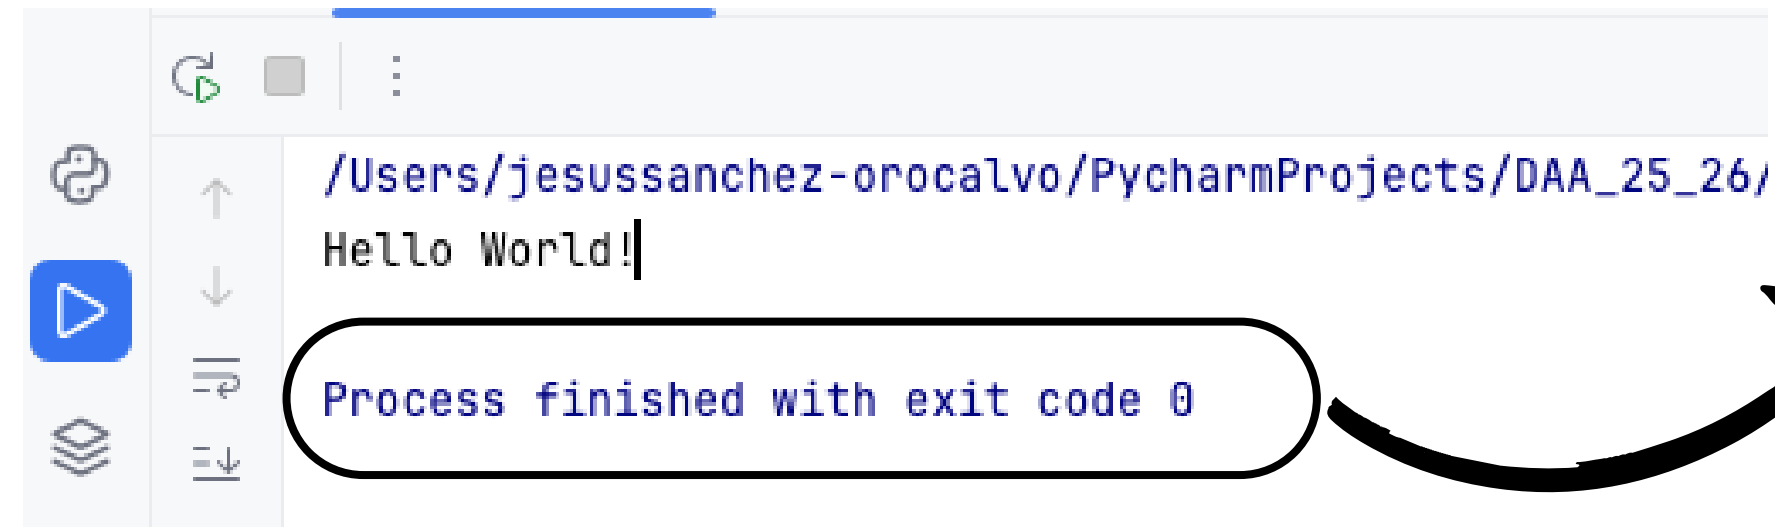 /Users/jesussanchez-orocalvo/PycharmProjects/DAA_25_26/
Hello World!
Process finished with exit code 0